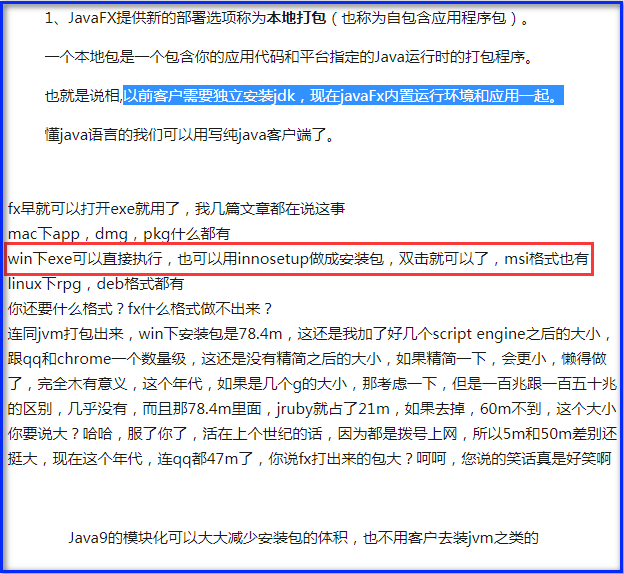 1、JavaFX提供新的部署选项称为本地打包（也称为自包含应用程序包）。
一个本地包是一个包含你的应用代码和平台指定的Java运行时的打包程序。
也就是说相,以前客户需要独立安装jdk，现在javaFx内置运行环境和应用一起。
懂java语言的我们可以用写纯java客户端了。
fx早就可以打开exe就用了，我几篇文章都在说这事
mac下app，dmg，pkg什么都有
win下exe可以直接执行，也可以用innosetup做成安装包，双击就可以了，msi格式也有
linux下rpg，deb格式都有
你还要什么格式？fx什么格式做不出来？
连同jvm打包出来，win下安装包是78.4m，这还是我加了好几个script engine之后的大小，
跟qq和chrome一个数量级，这还是没有精简之后的大小，如果精简一下，会更小，懒得做
了，完全木有意义，这个年代，如果是几个g的大小，那考虑一下，但是一百兆跟一百五十兆
的区别，几乎没有，而且那78.4m里面，jruby就占了21m，如果去掉，60m不到，这个大小
你要说大？哈哈，服了你了，活在上个世纪的话，因为都是拨号上网，所以5m和50m差别还
挺大，现在这个年代，连qq都47m了，你说fx打出来的包大？呵呵，您说的笑话真是好笑啊
Java9的模块化可以大大减少安装包的体积，也不用客户去装jvm之类的